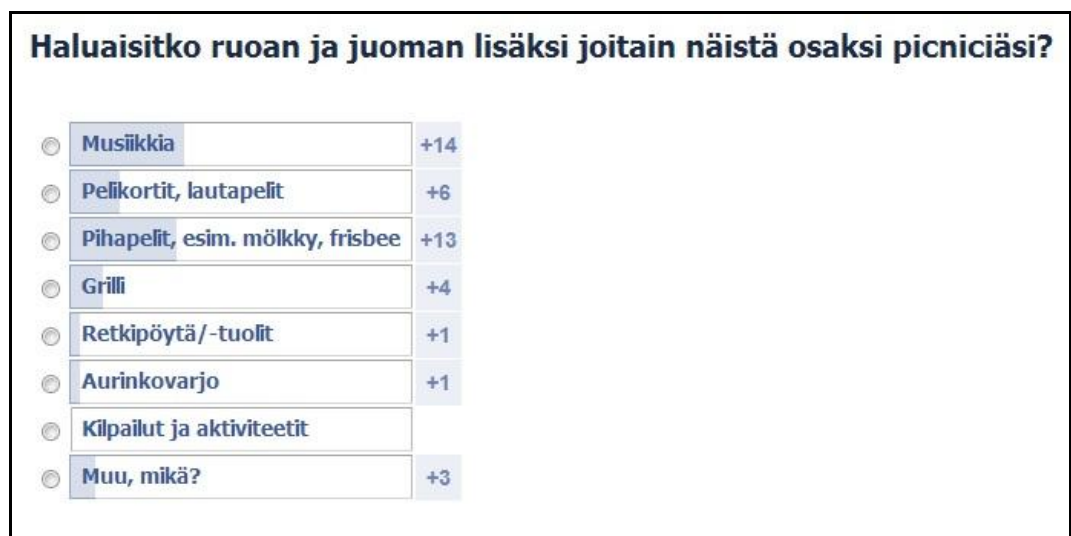 Haluaisitko ruoan ja juoman lisäksi joitain näistä osaksi picniciäsi?
Musiikkia +14
Pelikortit, lautapelit +6
Pihapelit, esim. mölkky, frisbee +13
Grilli +4
Retkipöytä/-tuolit +1
Aurinkovarjo +1
Kilpailut ja aktiviteetit
Muu, mikä? +3